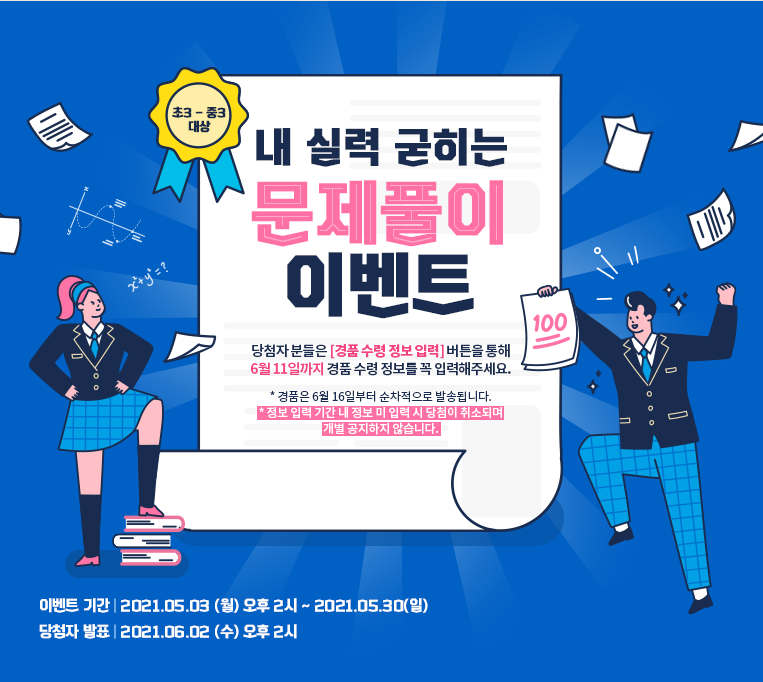 초3 - 중3
대상
내 실력 굳히는
문제풀이
이벤트
x²+y²=?
100
당첨자 분들은 [경품 수령 정보 입력] 버튼을 통해
6월 11일까지 경품 수령 정보를 꼭 입력해주세요.
* 경품은 6월 16일부터 순차적으로 발송됩니다.
* 정보 입력 기간 내 정보 미 입력 시 당첨이 취소되며
개별 공지하지 않습니다.
이벤트 기간 | 2021.05.03 (월) 오후 2시 ~ 2021.05.30(일)
당첨자 발표 | 2021.06.02 (수) 오후 2시